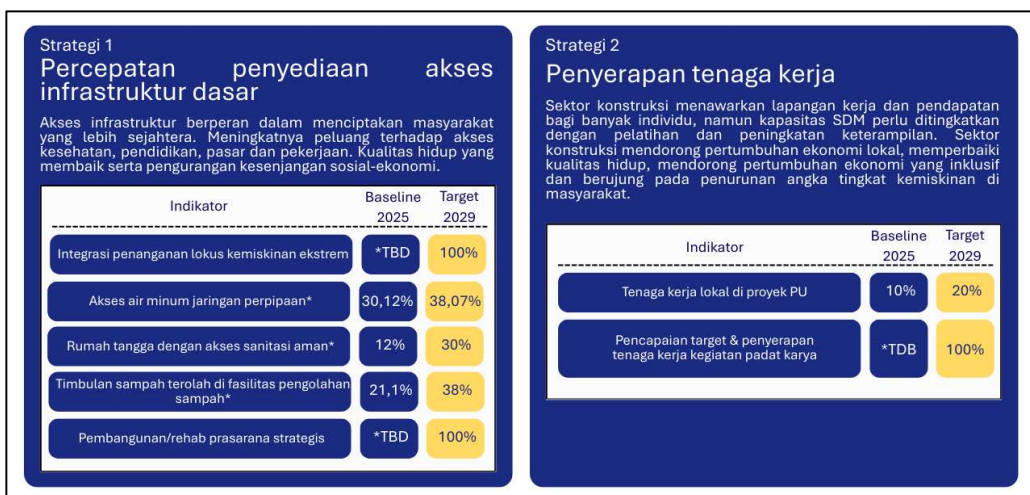 Strategi 1
Percepatan penyediaan akses
infrastruktur dasar
Akses infrastruktur berperan dalam menciptakan masyarakat
yang lebih sejahtera. Meningkatnya peluang terhadap akses
kesehatan, pendidikan, pasar dan pekerjaan. Kualitas hidup yang
membaik serta pengurangan kesenjangan sosial-ekonomi.
Indikator Baseline 2025 Target 2029
Integrasi penanganan lokus kemiskinan ekstrem *TBD 100%
Akses air minum jaringan perpipaan* 30,12% 38,07%
Rumah tangga dengan akses sanitasi aman* 12% 30%
Timbulan sampah terolah di fasilitas pengolahan
sampah* 21,1% 38%
Pembangunan/rehab prasarana strategis *TBD 100%
Strategi 2
Penyerapan tenaga kerja
Sektor konstruksi menawarkan lapangan kerja dan pendapatan
bagi banyak individu, namun kapasitas SDM perlu ditingkatkan
dengan pelatihan dan peningkatan keterampilan. Sektor
konstruksi mendorong pertumbuhan ekonomi lokal, memperbaiki
kualitas hidup, mendorong pertumbuhan ekonomi yang inklusif
dan berujung pada penurunan angka tingkat kemiskinan di
masyarakat.
Indikator Baseline 2025 Target 2029
Tenaga kerja lokal di proyek PU 10% 20%
Pencapaian target & penyerapan
tenaga kerja kegiatan padat karya *TDB 100%